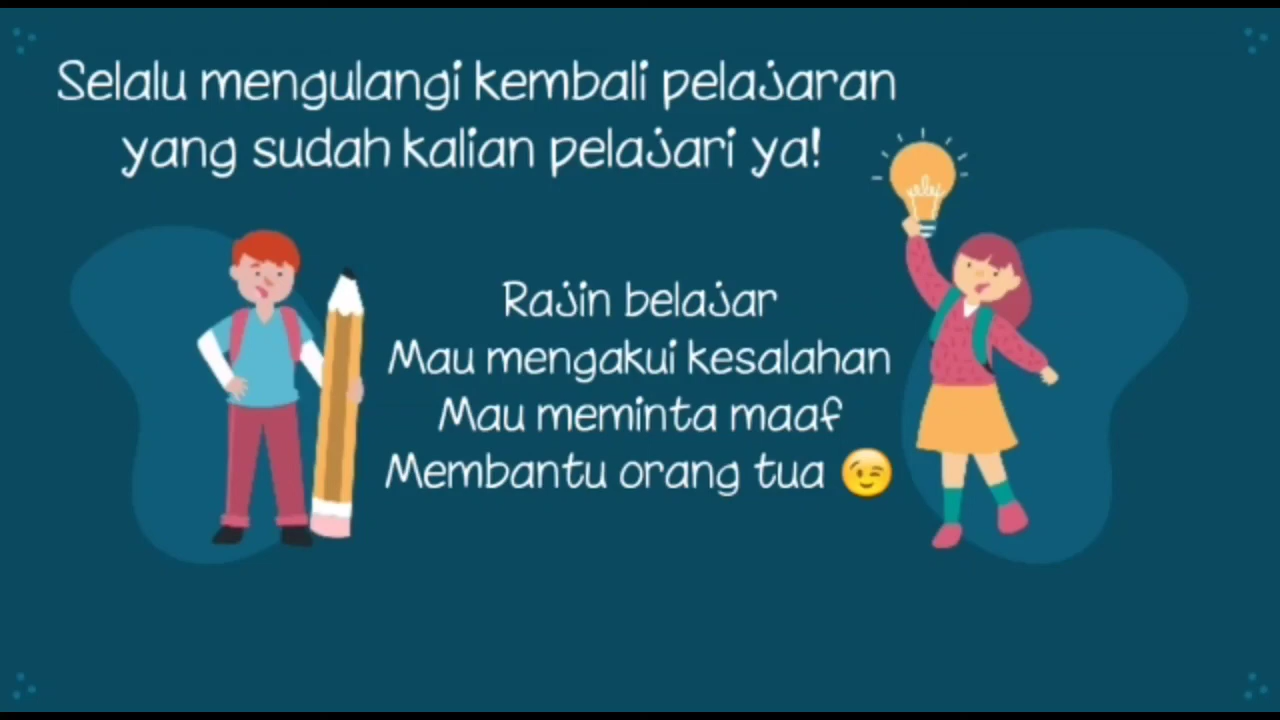 Selalu mengulangi kembali pelajaran
yang sudah kalian pelajari ya!
Rajin belajar
Mau mengakui kesalahan
Mau meminta maaf
Membantu orang tua 😉